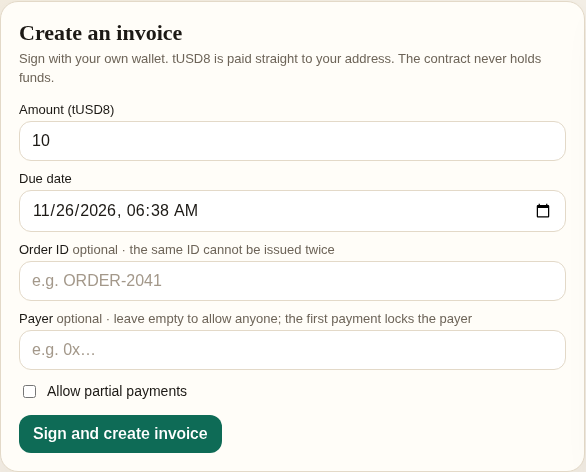 Create an invoice
Sign with your own wallet. tUSD8 is paid straight to your address. The contract never holds
funds.
Amount (tUSD8)
10
Due date
11/26/2026, 06:38 AM
Order ID optional · the same ID cannot be issued twice
e.g. ORDER-2041
Payer optional · leave empty to allow anyone; the first payment locks the payer
e.g. 0x…
Allow partial payments
Sign and create invoice